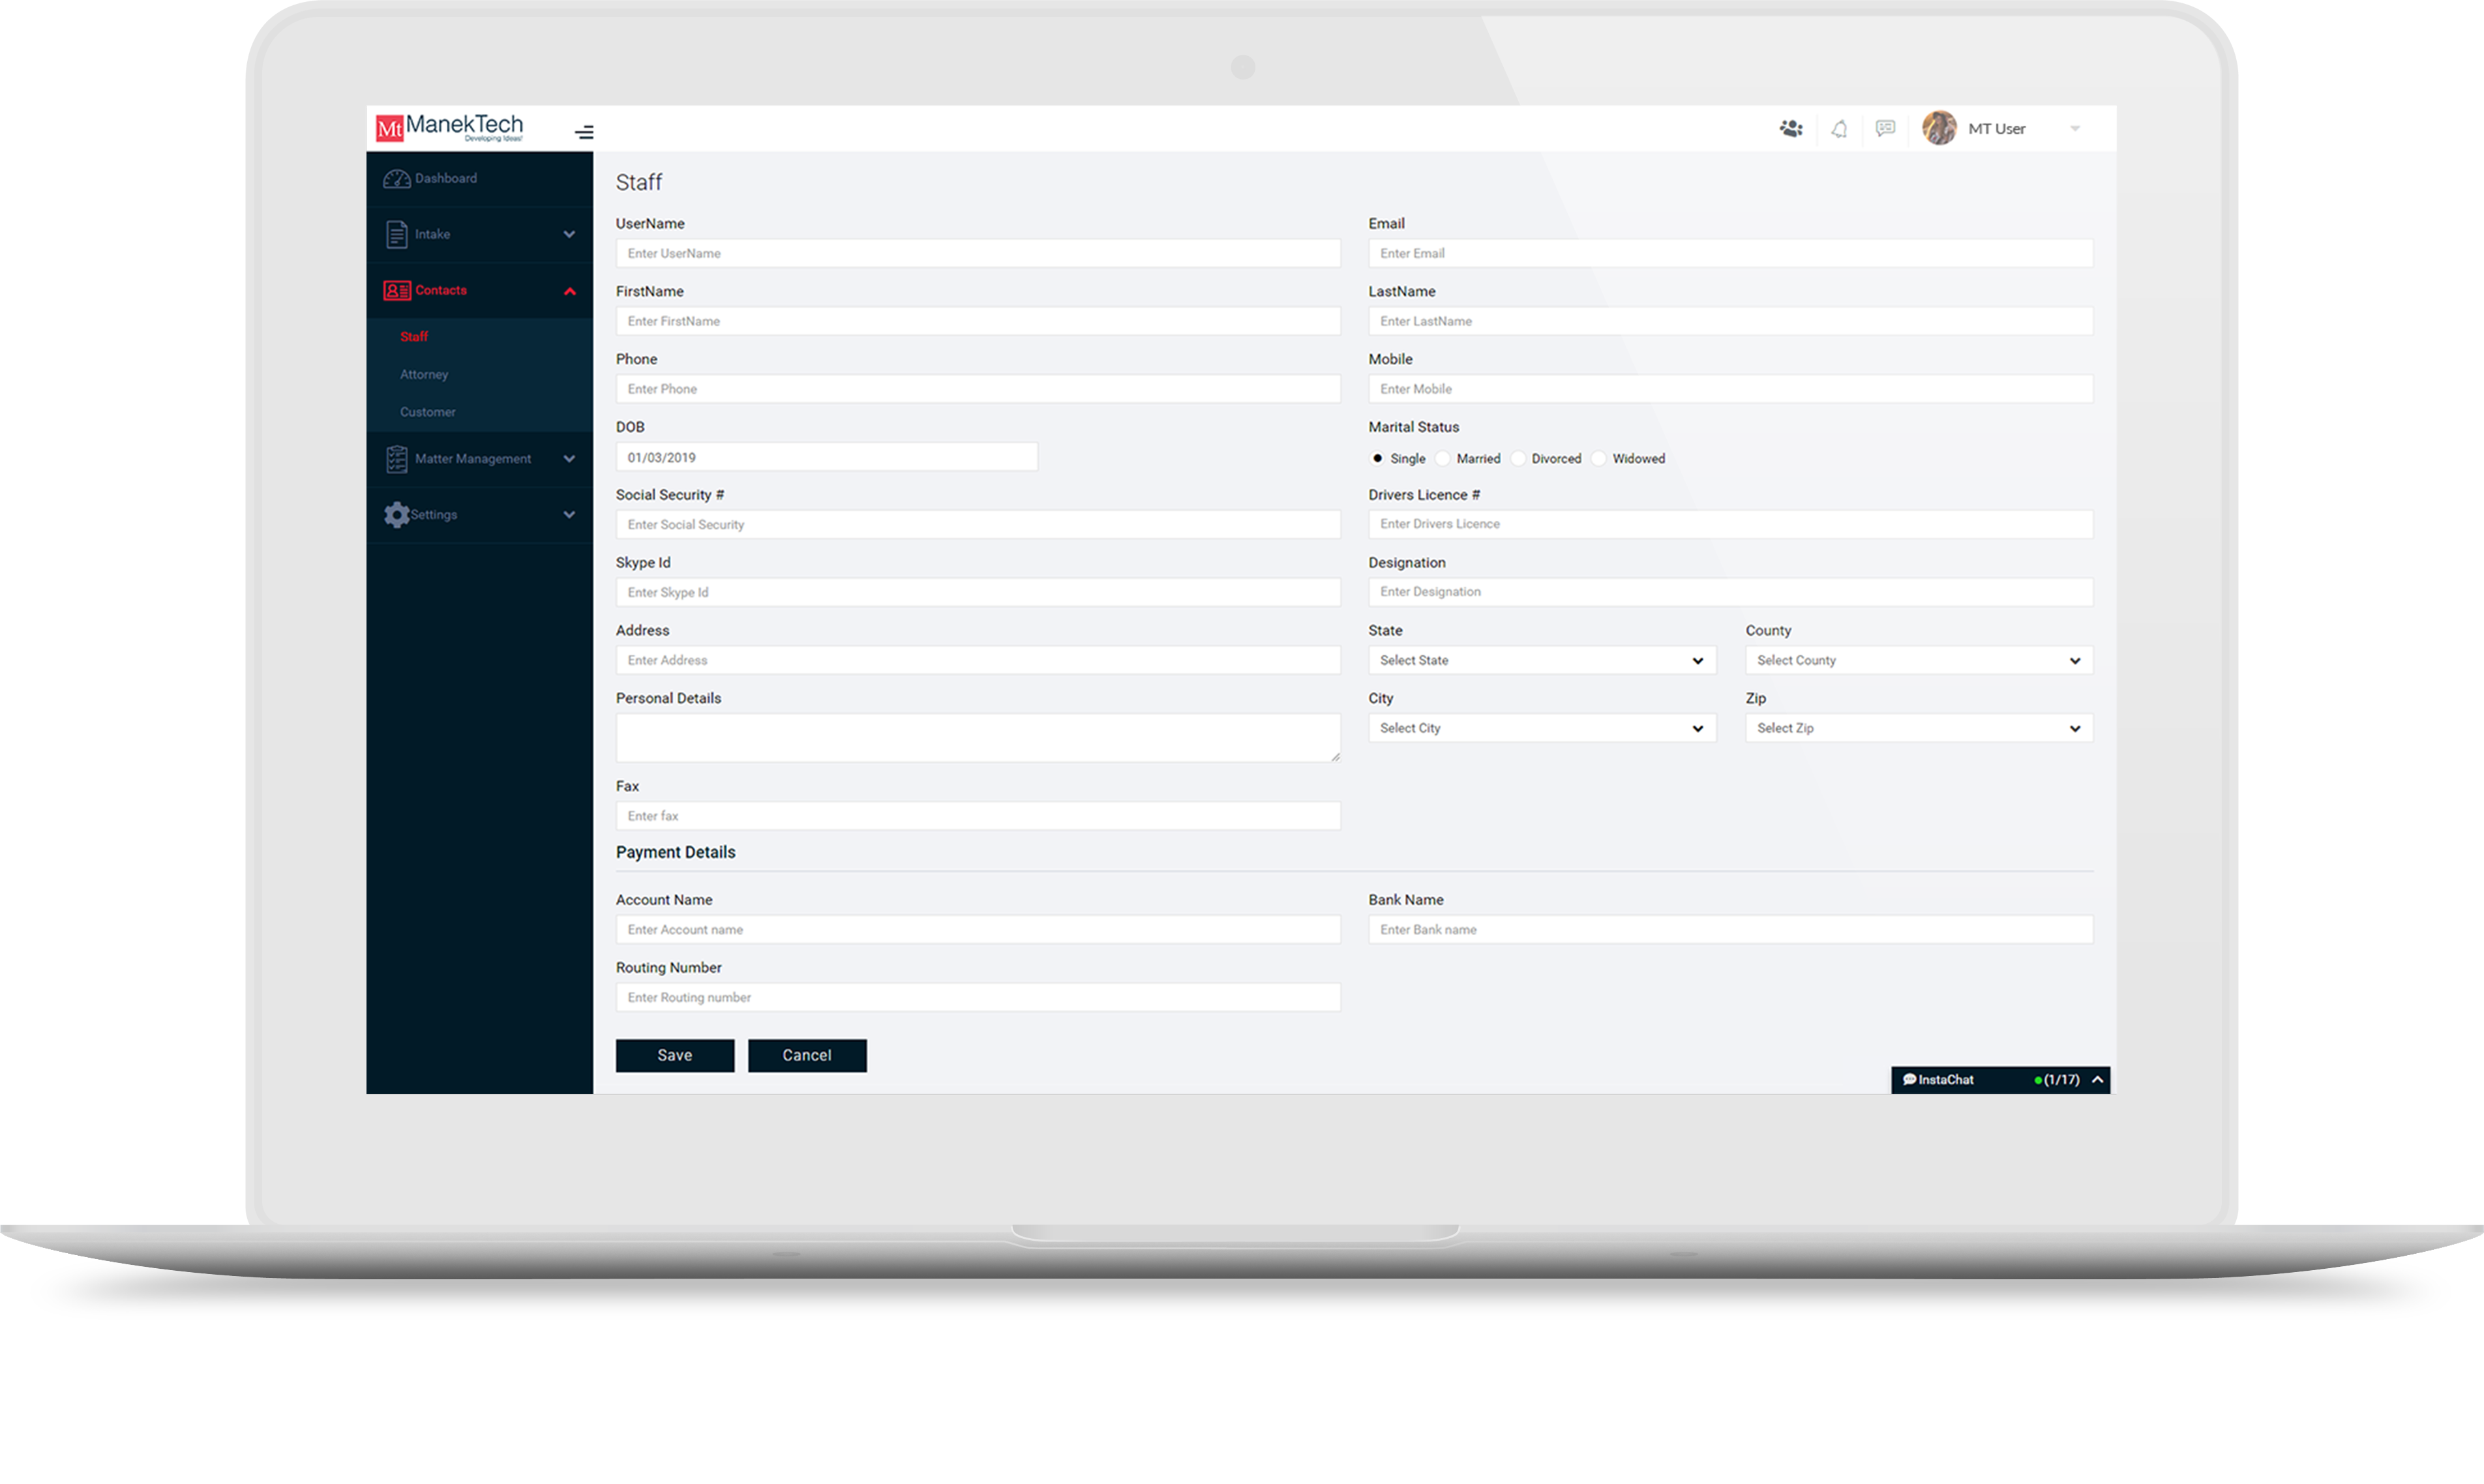 Mt ManekTech
Developing Ideas!
MT User
Dashboard
Intake
Contacts
Staff
Attorney
Customer
Matter Management
Settings
Staff
UserName
Email
Enter UserName
Enter Email
FirstName
LastName
Enter FirstName
Enter LastName
Phone
Mobile
Enter Phone
Enter Mobile
DOB
Marital Status
01/03/2019
Single Married Divorced Widowed
Social Security #
Drivers Licence #
Enter Social Security
Enter Drivers Licence
Skype Id
Designation
Enter Skype Id
Enter Designation
Address
State
County
Enter Address
Select State
Select County
Personal Details
City
Zip
Select City
Select Zip
Fax
Enter fax
Payment Details
Account Name
Bank Name
Enter Account name
Enter Bank name
Routing Number
Enter Routing number
Save
Cancel
InstaChat (1/17)